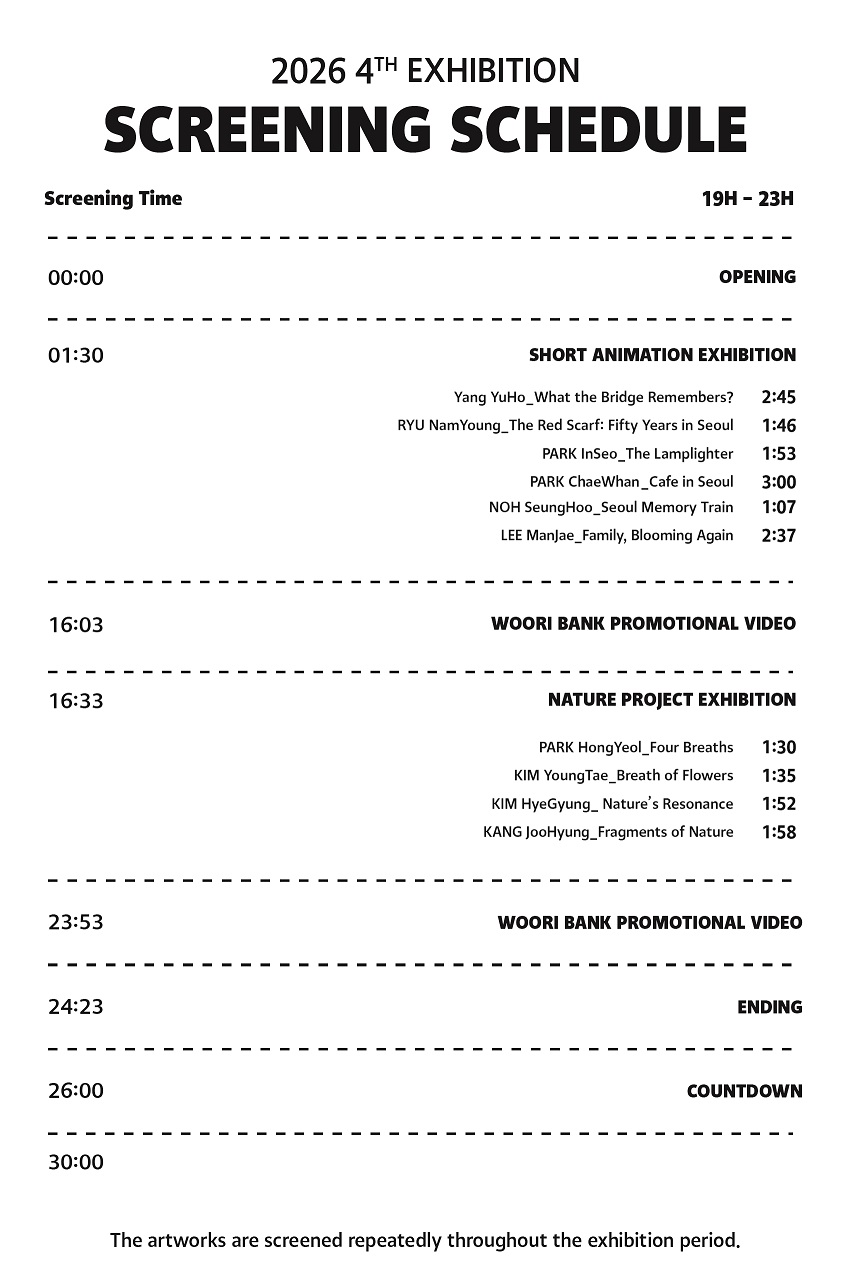 2026 4TH EXHIBITION
SCREENING SCHEDULE
Screening Time 19H – 23H
00:00 OPENING
01:30 SHORT ANIMATION EXHIBITION
Yang YuHo_What the Bridge Remembers? 2:45
RYU NamYoung_The Red Scarf: Fifty Years in Seoul 1:46
PARK InSeo_The Lamplighter 1:53
PARK ChaeWhan_Cafe in Seoul 3:00
NOH SeungHoo_Seoul Memory Train 1:07
LEE ManJae_Family, Blooming Again 2:37
16:03 WOORI BANK PROMOTIONAL VIDEO
16:33 NATURE PROJECT EXHIBITION
PARK HongYeol_Four Breaths 1:30
KIM YoungTae_Breath of Flowers 1:35
KIM HyeGyung_ Nature’s Resonance 1:52
KANG JooHyung_Fragments of Nature 1:58
23:53 WOORI BANK PROMOTIONAL VIDEO
24:23 ENDING
26:00 COUNTDOWN
30:00
The artworks are screened repeatedly throughout the exhibition period.